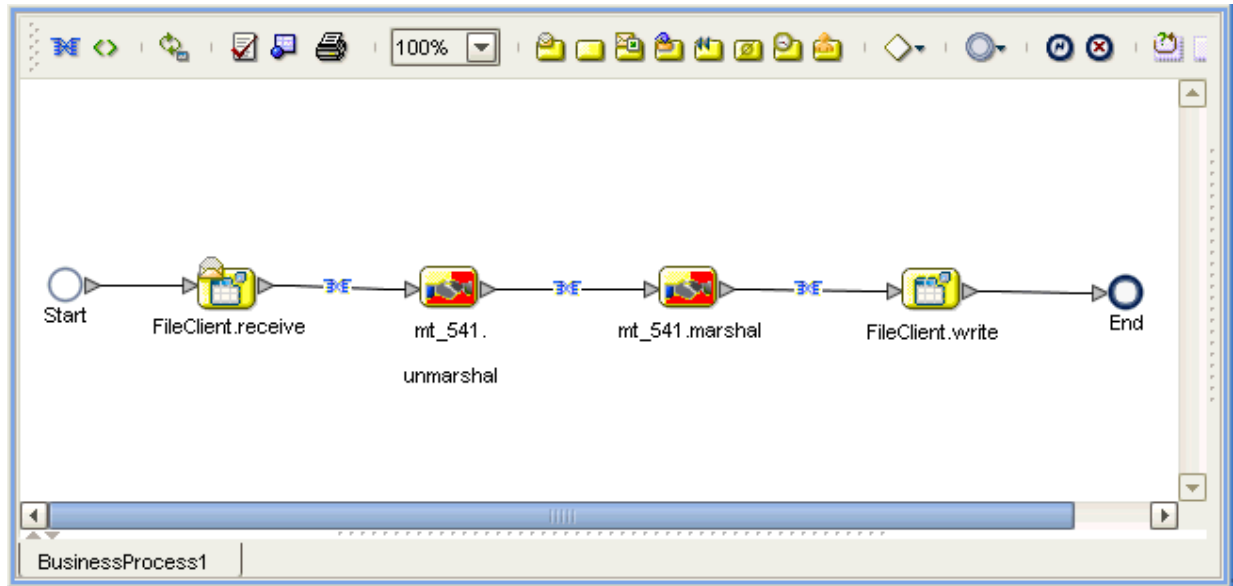 100%
Start
FileClient.receive
mt_541.
unmarshal
mt_541.marshal
FileClient.write
End
BusinessProcess1